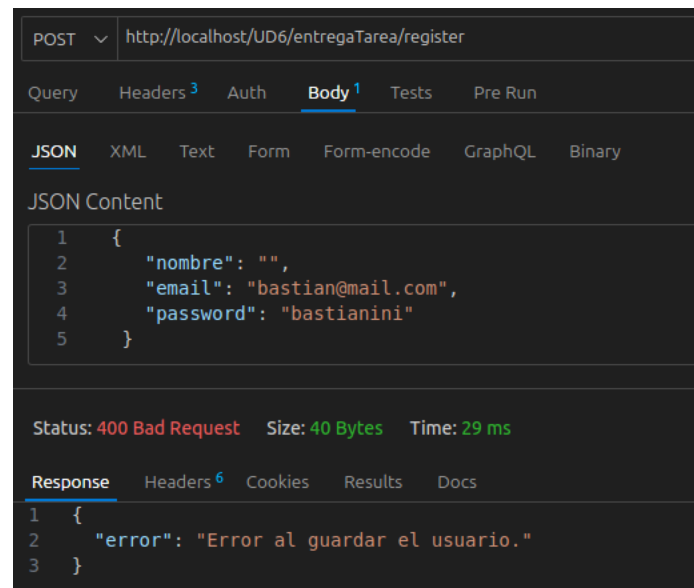 POST http://localhost/UD6/entregaTarea/register
Query Headers 3 Auth Body 1 Tests Pre Run
JSON XML Text Form Form-encode GraphQL Binary
JSON Content
1 {
2 "nombre": "",
3 "email": "bastian@mail.com",
4 "password": "bastianini"
5 }
Status: 400 Bad Request Size: 40 Bytes Time: 29 ms
Response Headers 6 Cookies Results Docs
1 {
2 "error": "Error al guardar el usuario."
3 }